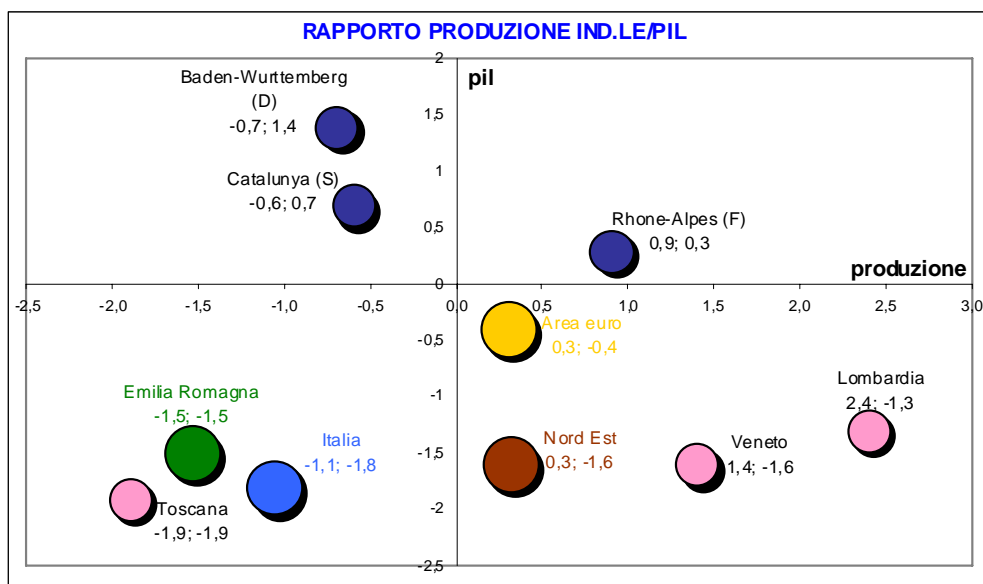 RAPPORTO PRODUZIONE IND.LE/PIL
2
pil
Baden-Wurttemberg
(D)
-0,7; 1,4
1,5
1
Catalunya (S)
-0,6; 0,7
0,5
Rhone-Alpes (F)
0,9; 0,3
produzione
0
-2,5 -2,0 -1,5 -1,0 -0,5 0,0 0,5 1,0 1,5 2,0 2,5 3,0
Area euro
0,3; -0,4
-0,5
-1
Lombardia
2,4; -1,3
Emilia Romagna
-1,5; -1,5
Italia
-1,1; -1,8
-1,5
Nord Est
0,3; -1,6
Veneto
1,4; -1,6
Toscana
-1,9; -1,9
-2
-2,5